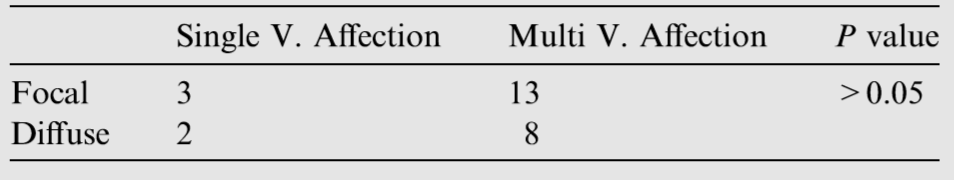 Single V. Affection Multi V. Affection P value
Focal 3 13 >0.05
Diffuse 2 8